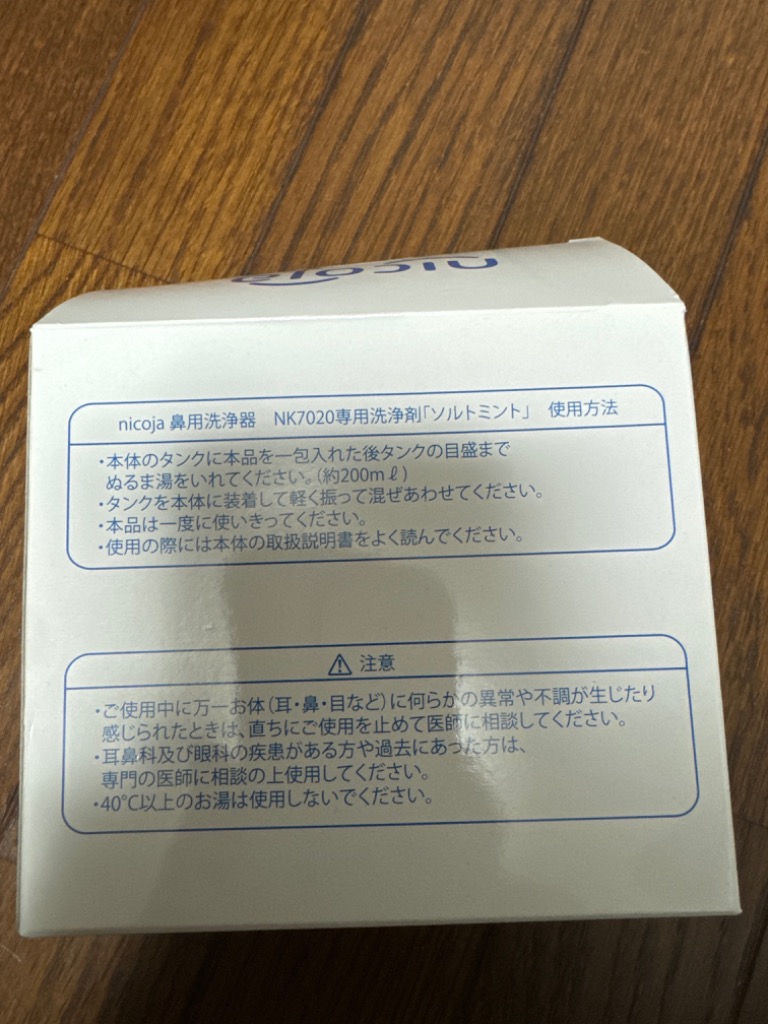 nicoja
nicoja 鼻用洗浄器 NK7020専用洗浄剤「ソルトミント」 使用方法
・本体のタンクに本品を一包入れた後タンクの目盛まで
ぬるま湯をいれてください。(約200mℓ)
・タンクを本体に装着して軽く振って混ぜあわせてください。
・本品は一度に使いきってください。
・使用の際には本体の取扱説明書をよく読んでください。
⚠ 注意
・ご使用中に万一お体(耳・鼻・目など)に何らかの異常や不調が生じたり
感じられたときは、直ちにご使用を止めて医師に相談してください。
・耳鼻科及び眼科の疾患がある方や過去にあった方は、
専門の医師に相談の上使用してください。
・40℃以上のお湯は使用しないでください。